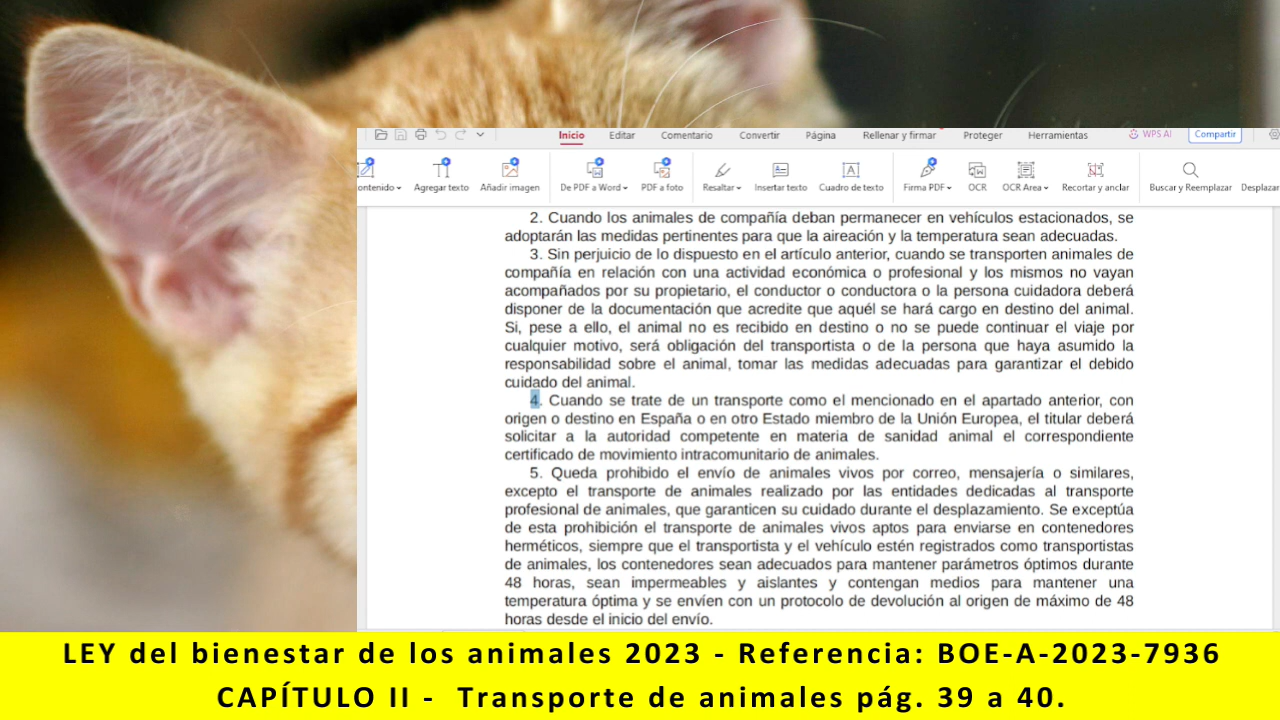 Inicio Editar Comentario Convertir Página Rellenar y firmar Proteger Herramientas WPS AI Compartir
ontenido Agregar texto Añadir imagen De PDF a Word PDF a foto Resaltar Insertar texto Cuadro de texto Firma PDF OCR OCR Area Recortar y anclar Buscar y Reemplazar Desplazar
2. Cuando los animales de compañía deban permanecer en vehículos estacionados, se
adoptarán las medidas pertinentes para que la aireación y la temperatura sean adecuadas.
3. Sin perjuicio de lo dispuesto en el artículo anterior, cuando se transporten animales de
compañía en relación con una actividad económica o profesional y los mismos no vayan
acompañados por su propietario, el conductor o conductora o la persona cuidadora deberá
disponer de la documentación que acredite que aquél se hará cargo en destino del animal.
Si, pese a ello, el animal no es recibido en destino o no se puede continuar el viaje por
cualquier motivo, será obligación del transportista o de la persona que haya asumido la
responsabilidad sobre el animal, tomar las medidas adecuadas para garantizar el debido
cuidado del animal.
4. Cuando se trate de un transporte como el mencionado en el apartado anterior, con
origen o destino en España o en otro Estado miembro de la Unión Europea, el titular deberá
solicitar a la autoridad competente en materia de sanidad animal el correspondiente
certificado de movimiento intracomunitario de animales.
5. Queda prohibido el envío de animales vivos por correo, mensajería o similares,
excepto el transporte de animales realizado por las entidades dedicadas al transporte
profesional de animales, que garanticen su cuidado durante el desplazamiento. Se exceptúa
de esta prohibición el transporte de animales vivos aptos para enviarse en contenedores
herméticos, siempre que el transportista y el vehículo estén registrados como transportistas
de animales, los contenedores sean adecuados para mantener parámetros óptimos durante
48 horas, sean impermeables y aislantes y contengan medios para mantener una
temperatura óptima y se envíen con un protocolo de devolución al origen de máximo de 48
horas desde el inicio del envío.
LEY del bienestar de los animales 2023 - Referencia: BOE-A-2023-7936
CAPÍTULO II - Transporte de animales pág. 39 a 40.